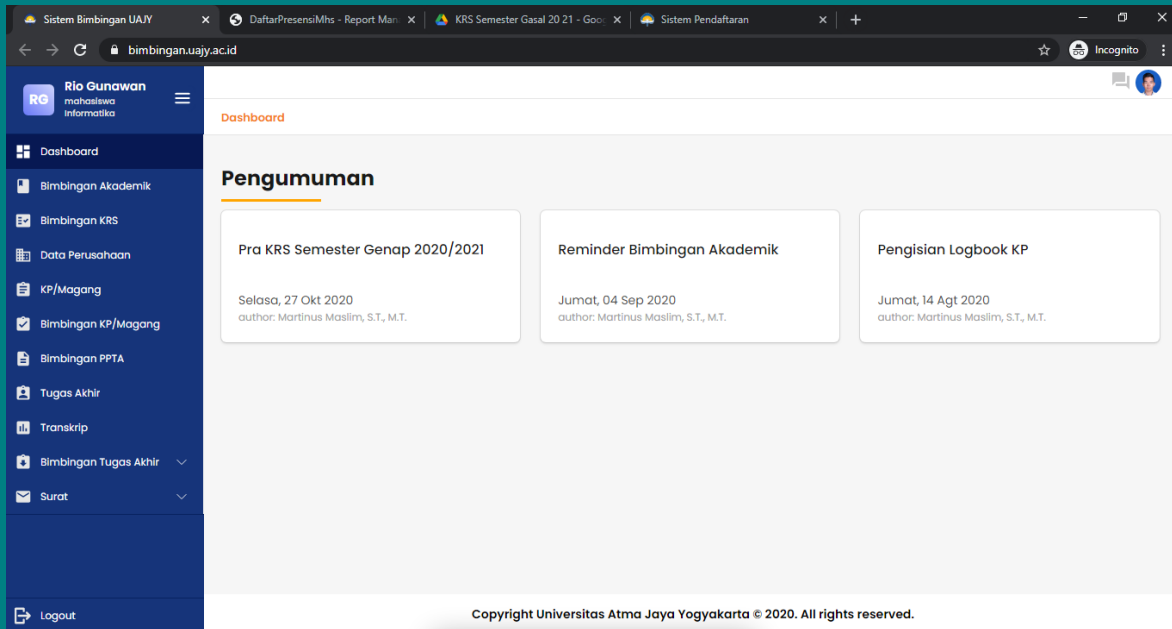 Sistem Bimbingan UAJY
DaftarPresensiMhs - Report Man
KRS Semester Gasal 20 21 - Goo
Sistem Pendaftaran
bimbingan.uajy.ac.id
Incognito
RG
Rio Gunawan
mahasiswa
Informatika
Dashboard
Dashboard
Bimbingan Akademik
Bimbingan KRS
Data Perusahaan
KP/Magang
Bimbingan KP/Magang
Bimbingan PPTA
Tugas Akhir
Transkrip
Bimbingan Tugas Akhir
Surat
Logout
Pengumuman
Pra KRS Semester Genap 2020/2021
Selasa, 27 Okt 2020
author: Martinus Maslim, S.T., M.T.
Reminder Bimbingan Akademik
Jumat, 04 Sep 2020
author: Martinus Maslim, S.T., M.T.
Pengisian Logbook KP
Jumat, 14 Agt 2020
author: Martinus Maslim, S.T., M.T.
Copyright Universitas Atma Jaya Yogyakarta © 2020. All rights reserved.